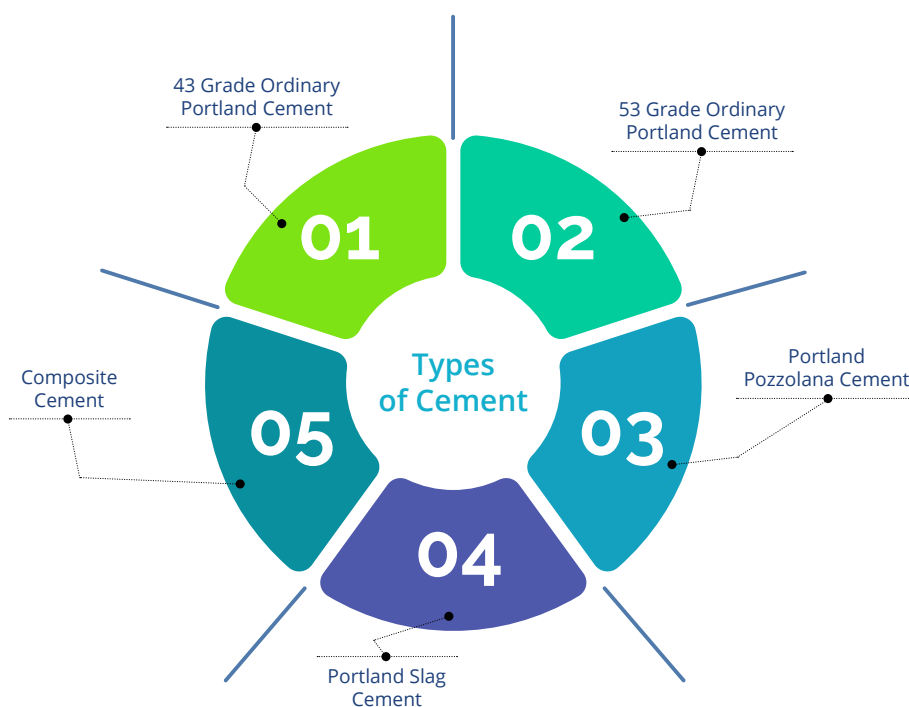 43 Grade Ordinary
Portland Cement
01
53 Grade Ordinary
Portland Cement
02
Portland
Pozzolana Cement
03
Portland Slag
Cement
04
Composite
Cement
05
Types
of Cement